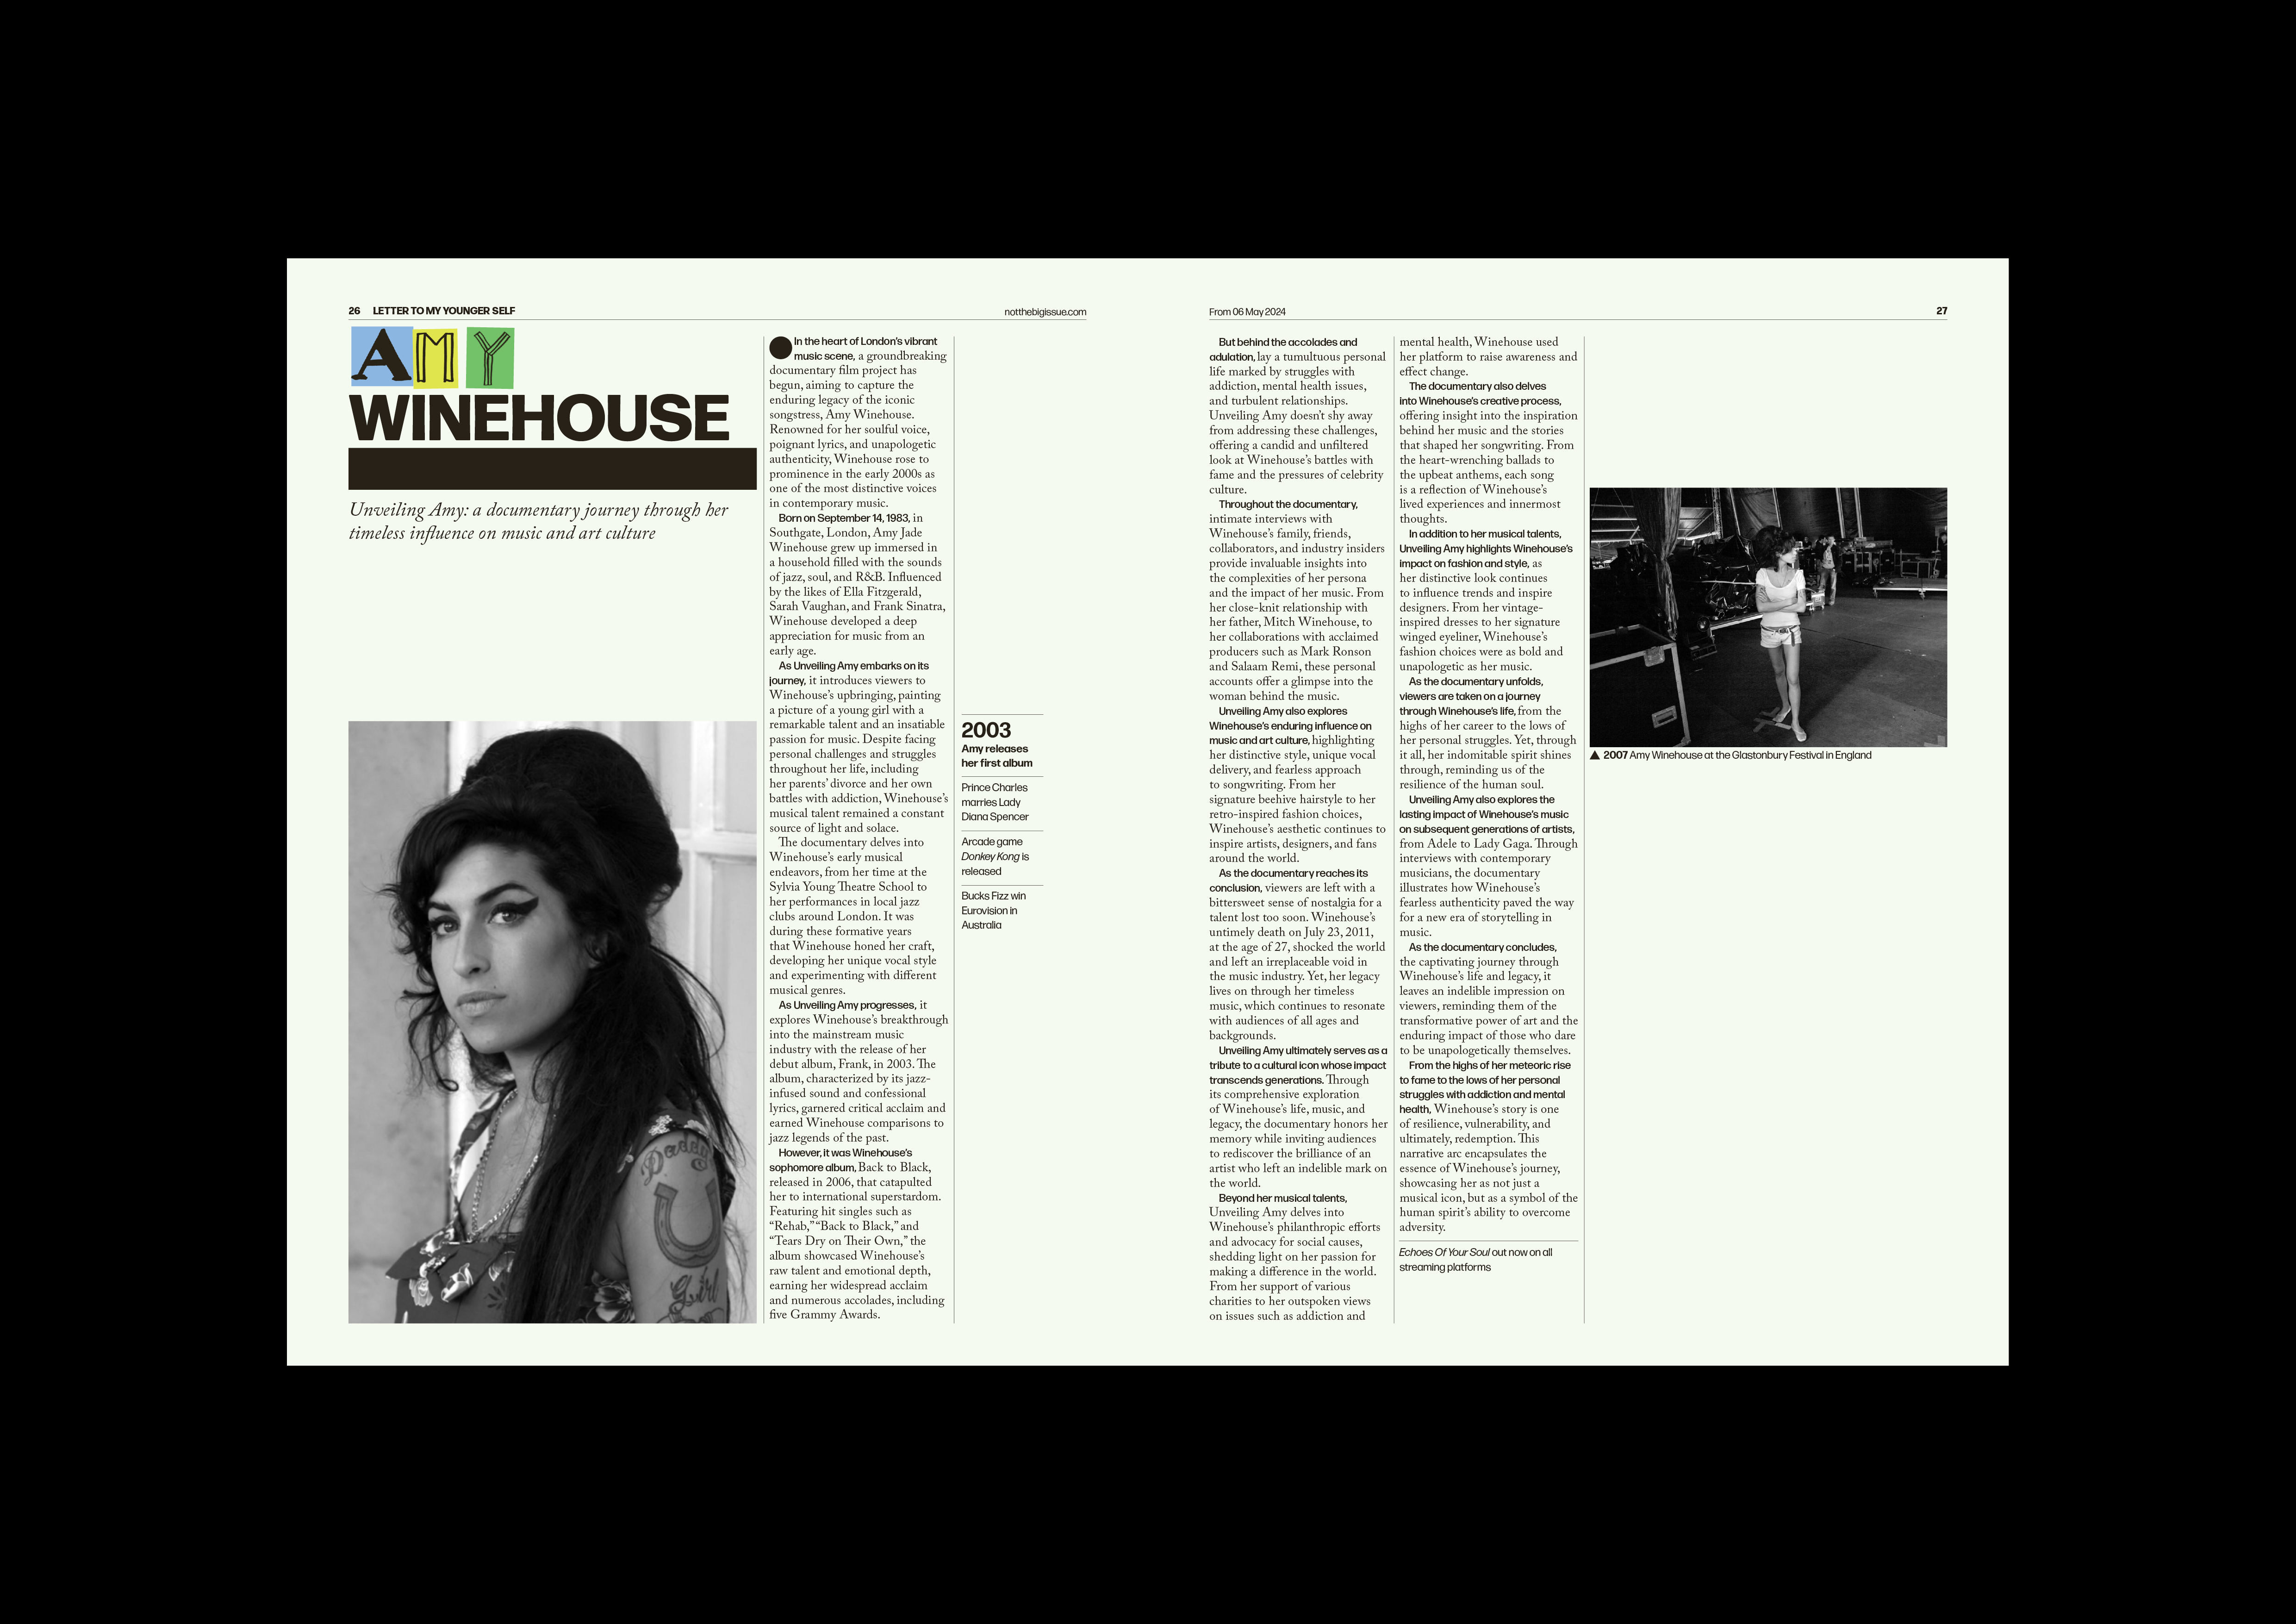 26 LETTER TO MY YOUNGER SELF
notthebigissue.com
AMY
WINEHOUSE
Unveiling Amy: a documentary journey through her
timeless influence on music and art culture
Daddy's
Girl
In the heart of London's vibrant
music scene, a groundbreaking
documentary film project has
begun, aiming to capture the
enduring legacy of the iconic
songstress, Amy Winehouse.
Renowned for her soulful voice,
poignant lyrics, and unapologetic
authenticity, Winehouse rose to
prominence in the early 2000s as
one of the most distinctive voices
in contemporary music.
Born on September 14, 1983, in
Southgate, London, Amy Jade
Winehouse grew up immersed in
a household filled with the sounds
of jazz, soul, and R&B. Influenced
by the likes of Ella Fitzgerald,
Sarah Vaughan, and Frank Sinatra,
Winehouse developed a deep
appreciation for music from an
early age.
As Unveiling Amy embarks on its
journey, it introduces viewers to
Winehouse's upbringing, painting
a picture of a young girl with a
remarkable talent and an insatiable
passion for music. Despite facing
personal challenges and struggles
throughout her life, including
her parents' divorce and her own
battles with addiction, Winehouse's
musical talent remained a constant
source of light and solace.
The documentary delves into
Winehouse's early musical
endeavors, from her time at the
Sylvia Young Theatre School to
her performances in local jazz
clubs around London. It was
during these formative years
that Winehouse honed her craft,
developing her unique vocal style
and experimenting with different
musical genres.
As Unveiling Amy progresses, it
explores Winehouse's breakthrough
into the mainstream music
industry with the release of her
debut album, Frank, in 2003. The
album, characterized by its jazz-
infused sound and confessional
lyrics, garnered critical acclaim and
earned Winehouse comparisons to
jazz legends of the past.
However, it was Winehouse's
sophomore album, Back to Black,
released in 2006, that catapulted
her to international superstardom.
Featuring hit singles such as
“Rehab,” “Back to Black,” and
“Tears Dry on Their Own,” the
album showcased Winehouse's
raw talent and emotional depth,
earning her widespread acclaim
and numerous accolades, including
five Grammy Awards.
2003
Amy releases
her first album
Prince Charles
marries Lady
Diana Spencer
Arcade game
Donkey Kong is
released
Bucks Fizz win
Eurovision in
Australia
From 06 May 2024
27
But behind the accolades and
adulation, lay a tumultuous personal
life marked by struggles with
addiction, mental health issues,
and turbulent relationships.
Unveiling Amy doesn't shy away
from addressing these challenges,
offering a candid and unfiltered
look at Winehouse's battles with
fame and the pressures of celebrity
culture.
Throughout the documentary,
intimate interviews with
Winehouse's family, friends,
collaborators, and industry insiders
provide invaluable insights into
the complexities of her persona
and the impact of her music. From
her close-knit relationship with
her father, Mitch Winehouse, to
her collaborations with acclaimed
producers such as Mark Ronson
and Salaam Remi, these personal
accounts offer a glimpse into the
woman behind the music.
Unveiling Amy also explores
Winehouse's enduring influence on
music and art culture, highlighting
her distinctive style, unique vocal
delivery, and fearless approach
to songwriting. From her
signature beehive hairstyle to her
retro-inspired fashion choices,
Winehouse's aesthetic continues to
inspire artists, designers, and fans
around the world.
As the documentary reaches its
conclusion, viewers are left with a
bittersweet sense of nostalgia for a
talent lost too soon. Winehouse's
untimely death on July 23, 2011,
at the age of 27, shocked the world
and left an irreplaceable void in
the music industry. Yet, her legacy
lives on through her timeless
music, which continues to resonate
with audiences of all ages and
backgrounds.
Unveiling Amy ultimately serves as a
tribute to a cultural icon whose impact
transcends generations. Through
its comprehensive exploration
of Winehouse's life, music, and
legacy, the documentary honors her
memory while inviting audiences
to rediscover the brilliance of an
artist who left an indelible mark on
the world.
Beyond her musical talents,
Unveiling Amy delves into
Winehouse's philanthropic efforts
and advocacy for social causes,
shedding light on her passion for
making a difference in the world.
From her support of various
charities to her outspoken views
on issues such as addiction and
mental health, Winehouse used
her platform to raise awareness and
effect change.
The documentary also delves
into Winehouse's creative process,
offering insight into the inspiration
behind her music and the stories
that shaped her songwriting. From
the heart-wrenching ballads to
the upbeat anthems, each song
is a reflection of Winehouse's
lived experiences and innermost
thoughts.
In addition to her musical talents,
Unveiling Amy highlights Winehouse's
impact on fashion and style, as
her distinctive look continues
to influence trends and inspire
designers. From her vintage-
inspired dresses to her signature
winged eyeliner, Winehouse's
fashion choices were as bold and
unapologetic as her music.
As the documentary unfolds,
viewers are taken on a journey
through Winehouse's life, from the
highs of her career to the lows of
her personal struggles. Yet, through
it all, her indomitable spirit shines
through, reminding us of the
resilience of the human soul.
Unveiling Amy also explores the
lasting impact of Winehouse's music
on subsequent generations of artists,
from Adele to Lady Gaga. Through
interviews with contemporary
musicians, the documentary
illustrates how Winehouse's
fearless authenticity paved the way
for a new era of storytelling in
music.
As the documentary concludes,
the captivating journey through
Winehouse's life and legacy, it
leaves an indelible impression on
viewers, reminding them of the
transformative power of art and the
enduring impact of those who dare
to be unapologetically themselves.
From the highs of her meteoric rise
to fame to the lows of her personal
struggles with addiction and mental
health, Winehouse's story is one
of resilience, vulnerability, and
ultimately, redemption. This
narrative arc encapsulates the
essence of Winehouse's journey,
showcasing her as not just a
musical icon, but as a symbol of the
human spirit's ability to overcome
adversity.
Echoes Of Your Soul out now on all
streaming platforms
▲ 2007 Amy Winehouse at the Glastonbury Festival in England